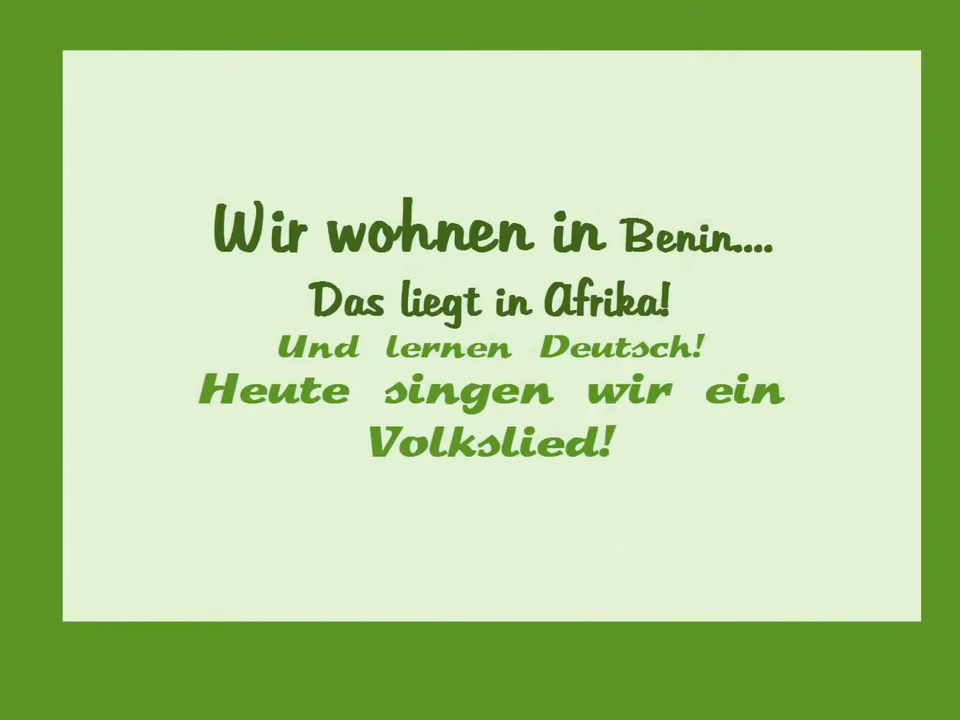 Wir wohnen in Benin....
Das liegt in Afrika!
Und lernen Deutsch!
Heute singen wir ein
Volkslied!